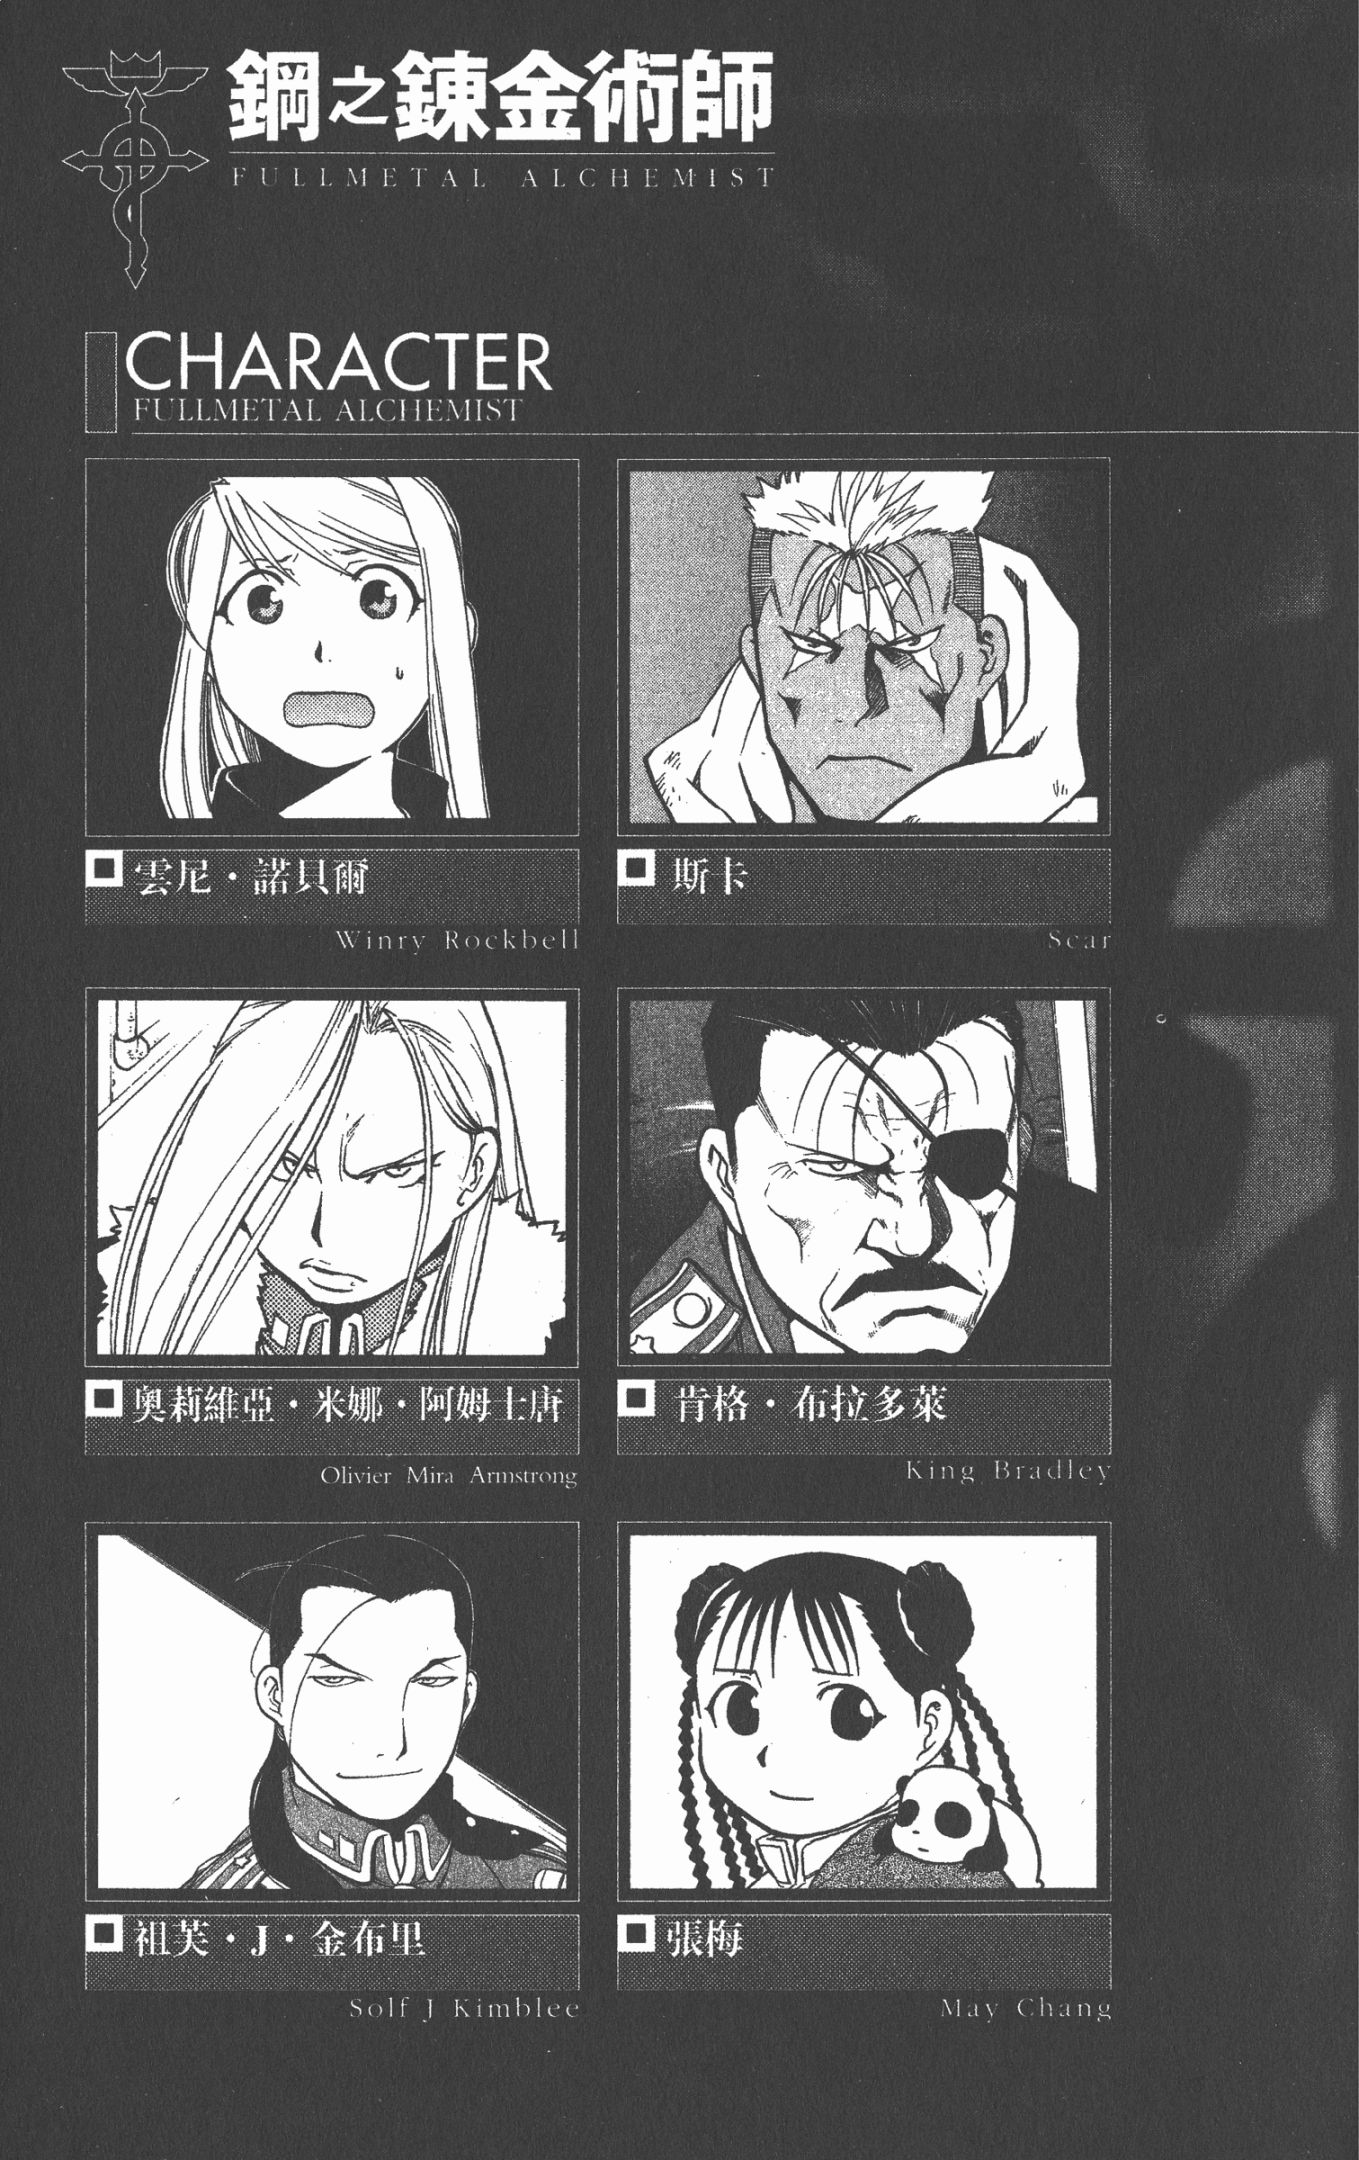 鋼之鍊金術師
FULLMETAL ALCHEMIST
CHARACTER
FULLMETAL ALCHEMIST
雲尼・諾貝爾
Winry Rockbell
斯卡
Scar
奧莉維亞・米娜・阿姆士唐
Olivier Mira Armstrong
肯格・布拉多萊
King Bradley
祖芙・J・金布里
Solf J Kimblee
張梅
May Chang